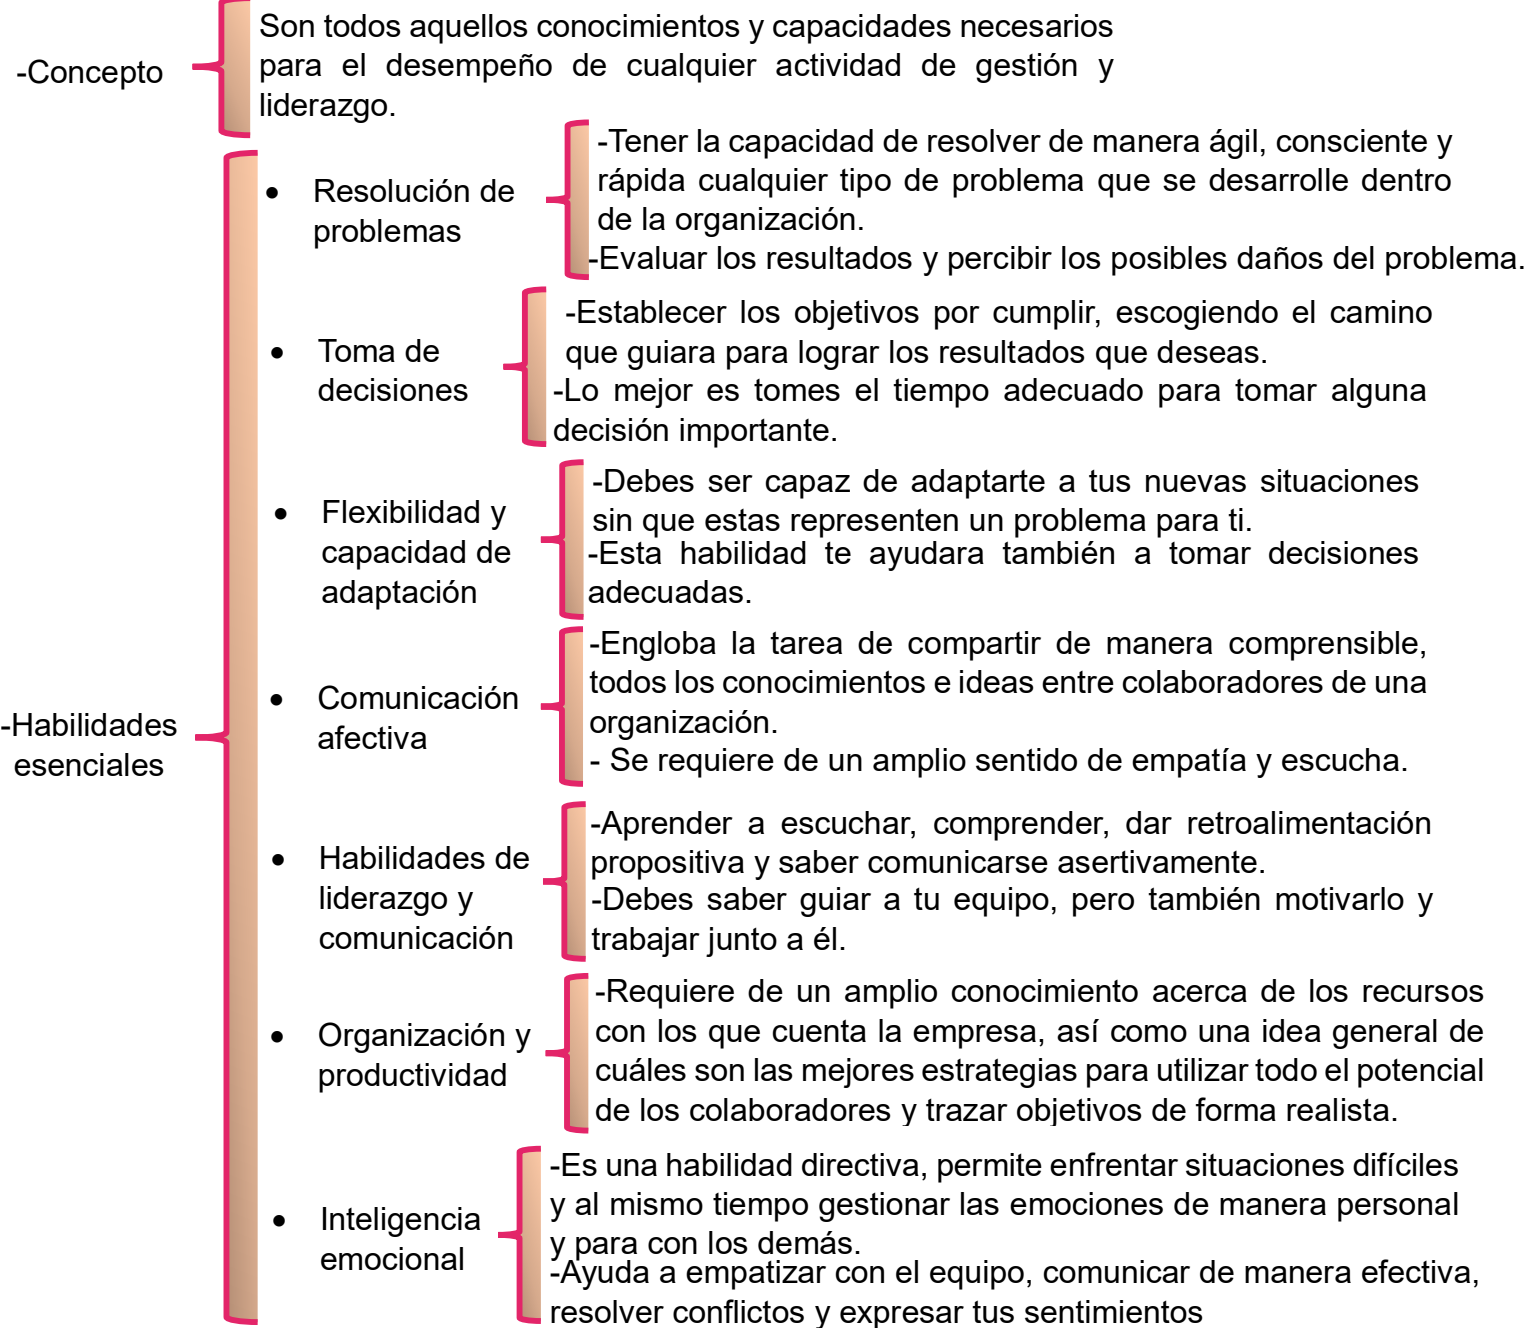 -Concepto
Son todos aquellos conocimientos y capacidades necesarios
para el desempeño de cualquier actividad de gestión y
liderazgo.
-Habilidades
esenciales
• Resolución de
problemas
-Tener la capacidad de resolver de manera ágil, consciente y
rápida cualquier tipo de problema que se desarrolle dentro
de la organización.
-Evaluar los resultados y percibir los posibles daños del problema.
• Toma de
decisiones
-Establecer los objetivos por cumplir, escogiendo el camino
que guiara para lograr los resultados que deseas.
-Lo mejor es tomes el tiempo adecuado para tomar alguna
decisión importante.
• Flexibilidad y
capacidad de
adaptación
-Debes ser capaz de adaptarte a tus nuevas situaciones
sin que estas representen un problema para ti.
-Esta habilidad te ayudara también a tomar decisiones
adecuadas.
• Comunicación
afectiva
-Engloba la tarea de compartir de manera comprensible,
todos los conocimientos e ideas entre colaboradores de una
organización.
- Se requiere de un amplio sentido de empatía y escucha.
• Habilidades de
liderazgo y
comunicación
-Aprender a escuchar, comprender, dar retroalimentación
propositiva y saber comunicarse asertivamente.
-Debes saber guiar a tu equipo, pero también motivarlo y
trabajar junto a él.
• Organización y
productividad
-Requiere de un amplio conocimiento acerca de los recursos
con los que cuenta la empresa, así como una idea general de
cuáles son las mejores estrategias para utilizar todo el potencial
de los colaboradores y trazar objetivos de forma realista.
• Inteligencia
emocional
-Es una habilidad directiva, permite enfrentar situaciones difíciles
y al mismo tiempo gestionar las emociones de manera personal
y para con los demás.
-Ayuda a empatizar con el equipo, comunicar de manera efectiva,
resolver conflictos y expresar tus sentimientos